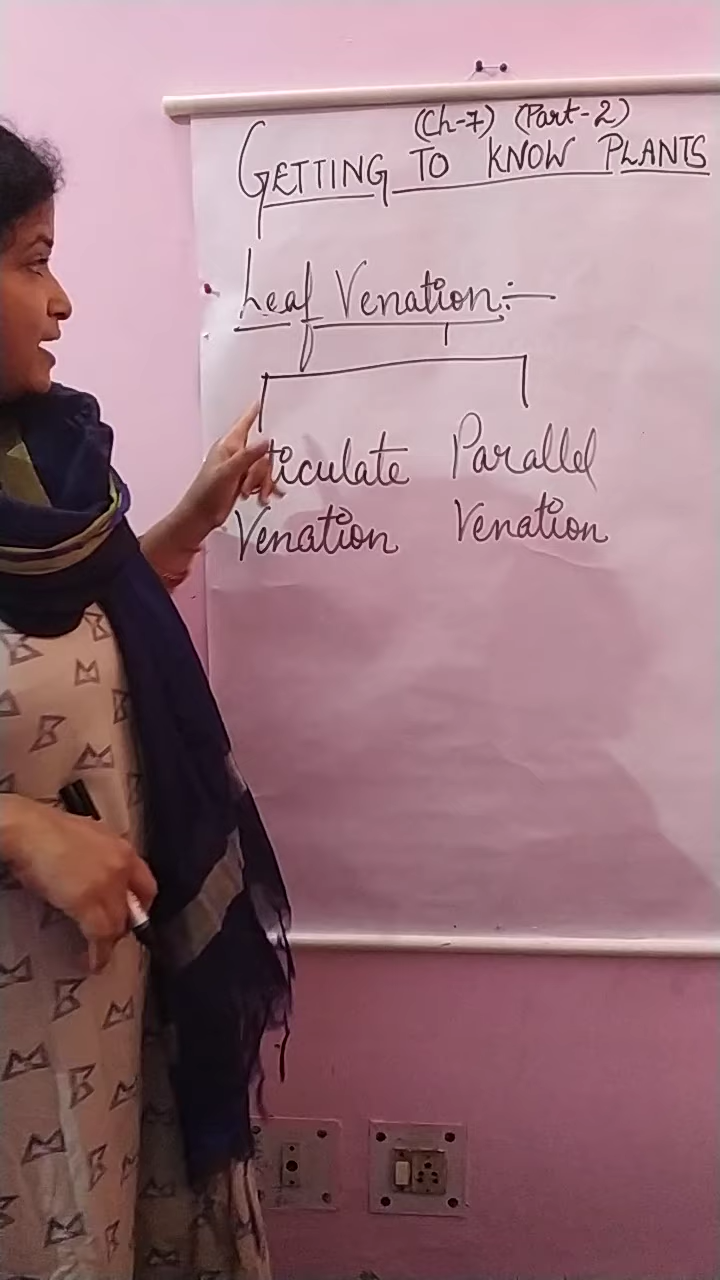 (Ch-7) (Part-2)
GETTING TO KNOW PLANTS
Leaf Venation:—
ticulate Parallel
Venation Venation